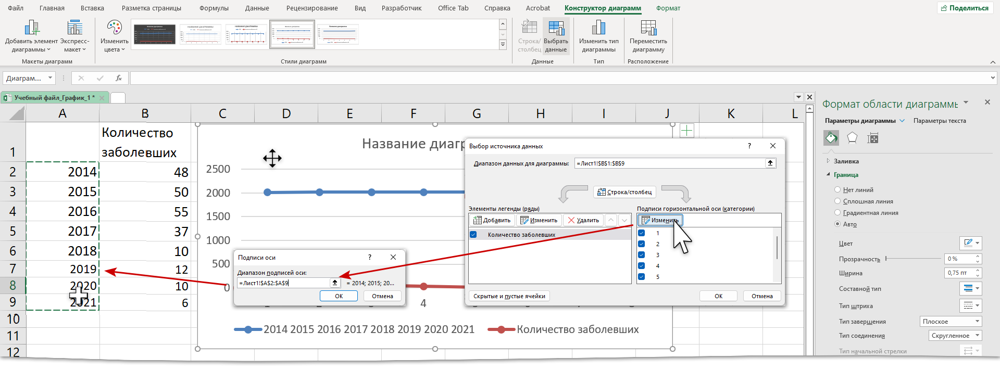 Файл Главная Вставка Разметка страницы Формулы Данные Рецензирование Вид Разработчик Office Tab Справка Acrobat Конструктор диаграмм Формат Поделиться
Добавить элемент диаграммы
Экспресс-макет
Изменить цвета
Строка/столбец
Выбрать данные
Изменить тип диаграммы
Переместить диаграмму
Макеты диаграмм Стили диаграмм Данные Тип Расположение
Диаграм... fx
Учебный файл_График_1 *
A B C D E F G H I J K L
1 Количество
заболевших
2 2014 48
3 2015 50
4 2016 55
5 2017 37
6 2018 10
7 2019 12
8 2020 10
9 2021 6
10
11
12
Название диагр
2500
2000
1500
1000
500
0
4
2014 2015 2016 2017 2018 2019 2020 2021 Количество заболевших
Подписи оси ?
Диапазон подписей оси:
=Лист1!$A$2:$A$9 = 2014; 2015; 20...
ОК Отмена
Выбор источника данных ?
Диапазон данных для диаграммы: =Лист1!$B$1:$B$9
Строка/столбец
Элементы легенды (ряды) Подписи горизонтальной оси (категории)
Добавить Изменить Удалить Изменить
Количество заболевших
1
2
3
4
5
Скрытые и пустые ячейки ОК Отмена
Формат области диаграммы
Параметры диаграммы Параметры текста
Заливка
Граница
Нет линий
Сплошная линия
Градиентная линия
Авто
Цвет
Прозрачность 0 %
Ширина 0,75 пт
Составной тип
Тип штриха
Тип завершения Плоское
Тип соединения Скругленное
Тип начальной стрелки